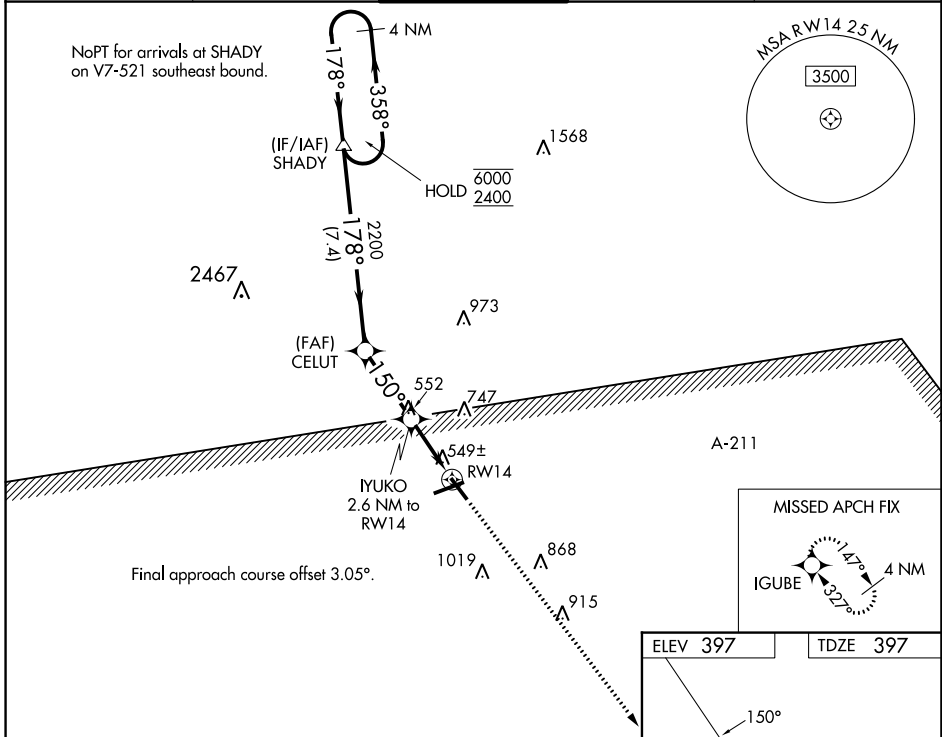 NoPT for arrivals at SHADY
on V7-521 southeast bound.
4 NM
178°
358°
(IF/IAF)
SHADY
HOLD 6000
2400
1568
MSA RW14 25 NM
3500
2200
178°
(7.4)
2467
973
(FAF)
CELUT
150°
552
747
A-211
549±
RW14
IYUKO
2.6 NM to
RW14
Final approach course offset 3.05°.
1019
868
915
MISSED APCH FIX
IGUBE
147°
327°
4 NM
ELEV 397
TDZE 397
150°